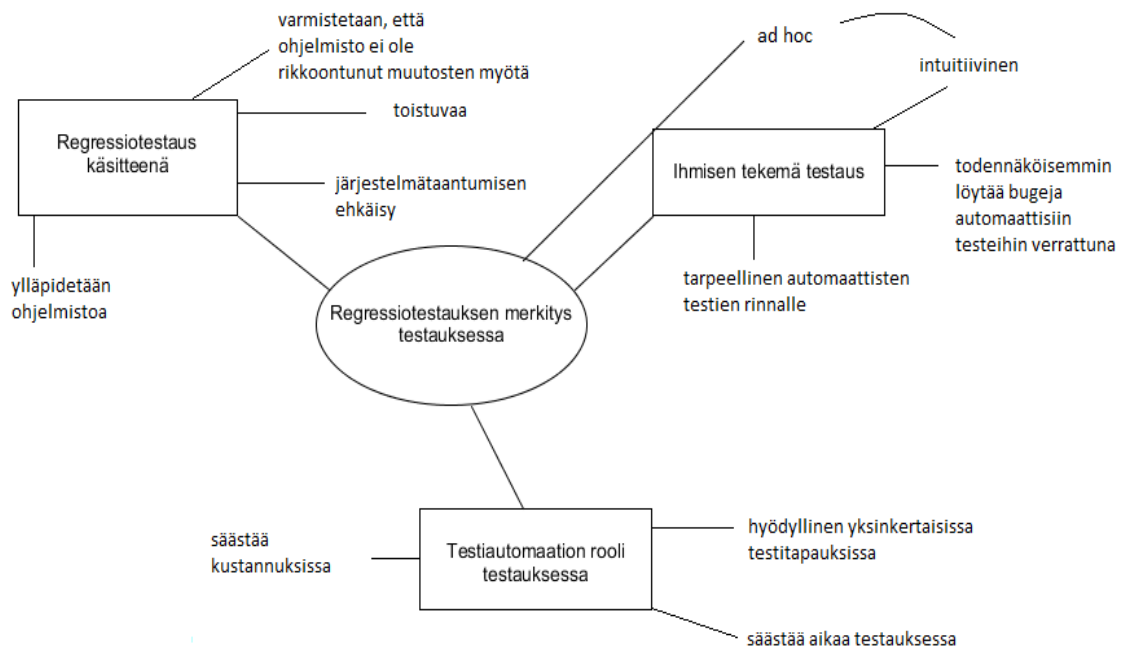 varmistetaan, että
ohjelmisto ei ole
rikkoontunut muutosten myötä
toistuvaa
Regressiotestaus
käsitteenä
järjestelmätaantumisen
ehkäisy
ylläpidetään
ohjelmistoa
ad hoc
intuitiivinen
Ihmisen tekemä testaus
todennäköisemmin
löytää bugeja
automaattisiin
testeihin verrattuna
tarpeellinen automaattisten
testien rinnalle
Regressiotestauksen merkitys
testauksessa
säästää
kustannuksissa
Testiautomaation rooli
testauksessa
hyödyllinen yksinkertaisissa
testitapauksissa
säästää aikaa testauksessa